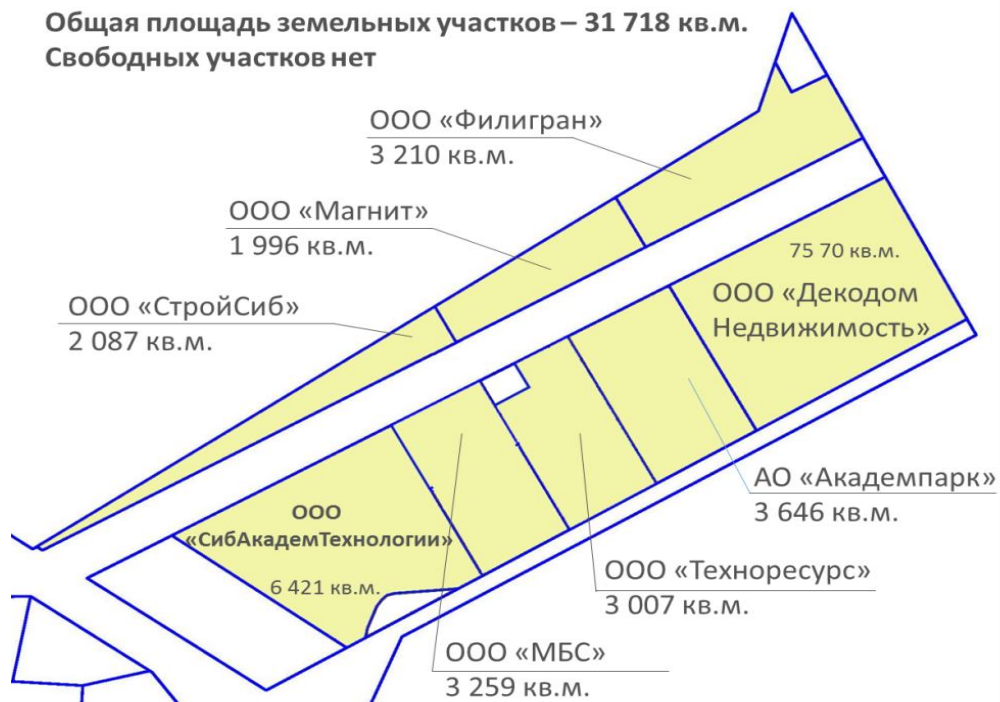 Общая площадь земельных участков – 31 718 кв.м.
Свободных участков нет
ООО «Филигран»
3 210 кв.м.
ООО «Магнит»
1 996 кв.м.
ООО «СтройСиб»
2 087 кв.м.
75 70 кв.м.
ООО «Декодом
Недвижимость»
АО «Академпарк»
3 646 кв.м.
ООО
«СибАкадемТехнологии»
6 421 кв.м.
ООО «Техноресурс»
3 007 кв.м.
ООО «МБС»
3 259 кв.м.